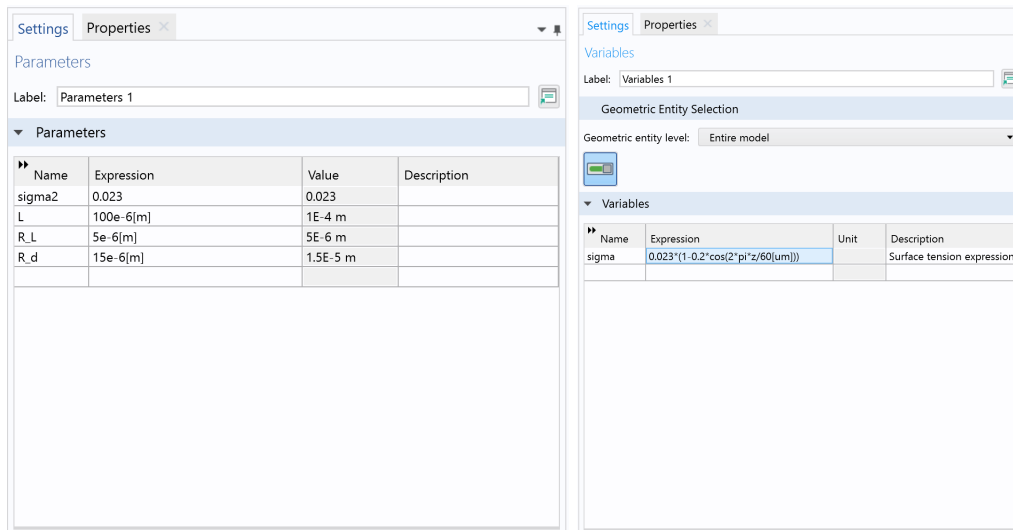 Settings Properties
Parameters
Label: Parameters 1
Parameters
Name Expression Value Description
sigma2 0.023 0.023
L 100e-6[m] 1E-4 m
R_L 5e-6[m] 5E-6 m
R_d 15e-6[m] 1.5E-5 m
Settings Properties
Variables
Label: Variables 1
Geometric Entity Selection
Geometric entity level: Entire model
Variables
Name Expression Unit Description
sigma 0.023*(1-0.2*cos(2*pi*z/60[um])) Surface tension expression